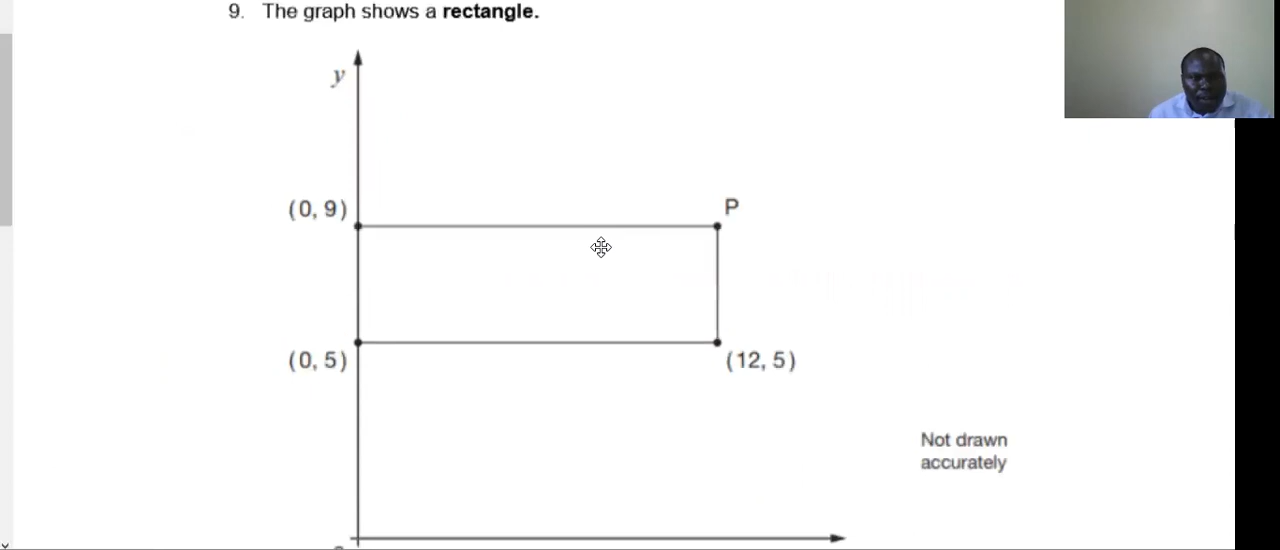 9. The graph shows a rectangle.
y
(0, 9)
P
(0, 5)
(12, 5)
Not drawn
accurately